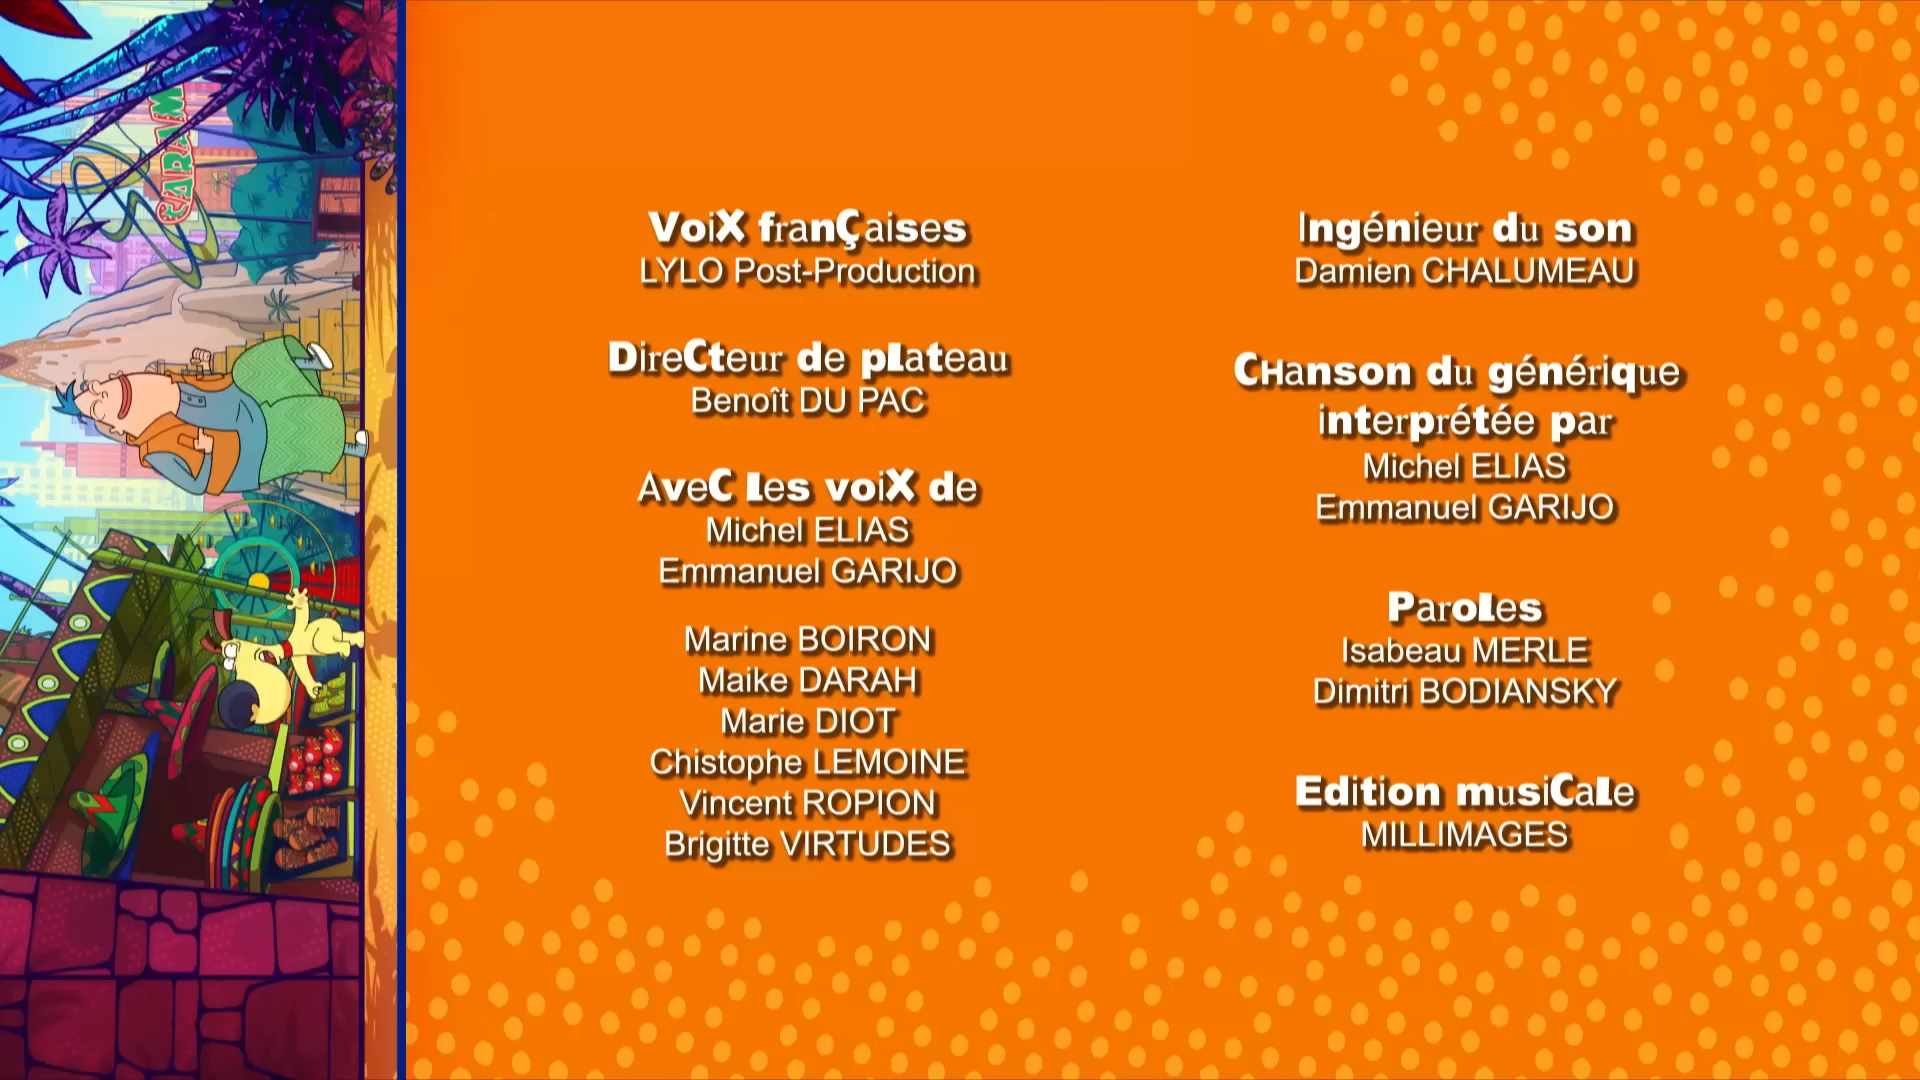 VoiX franÇaises
LYLO Post-Production
DireCteur de pLateau
Benoît DU PAC
AveC Les voiX de
Michel ELIAS
Emmanuel GARIJO
Marine BOIRON
Maike DARAH
Marie DIOT
Chistophe LEMOINE
Vincent ROPION
Brigitte VIRTUDES
Ingénieur du son
Damien CHALUMEAU
CHanson du générique
interprétée par
Michel ELIAS
Emmanuel GARIJO
ParoLes
Isabeau MERLE
Dimitri BODIANSKY
Edition musiCaLe
MILLIMAGES